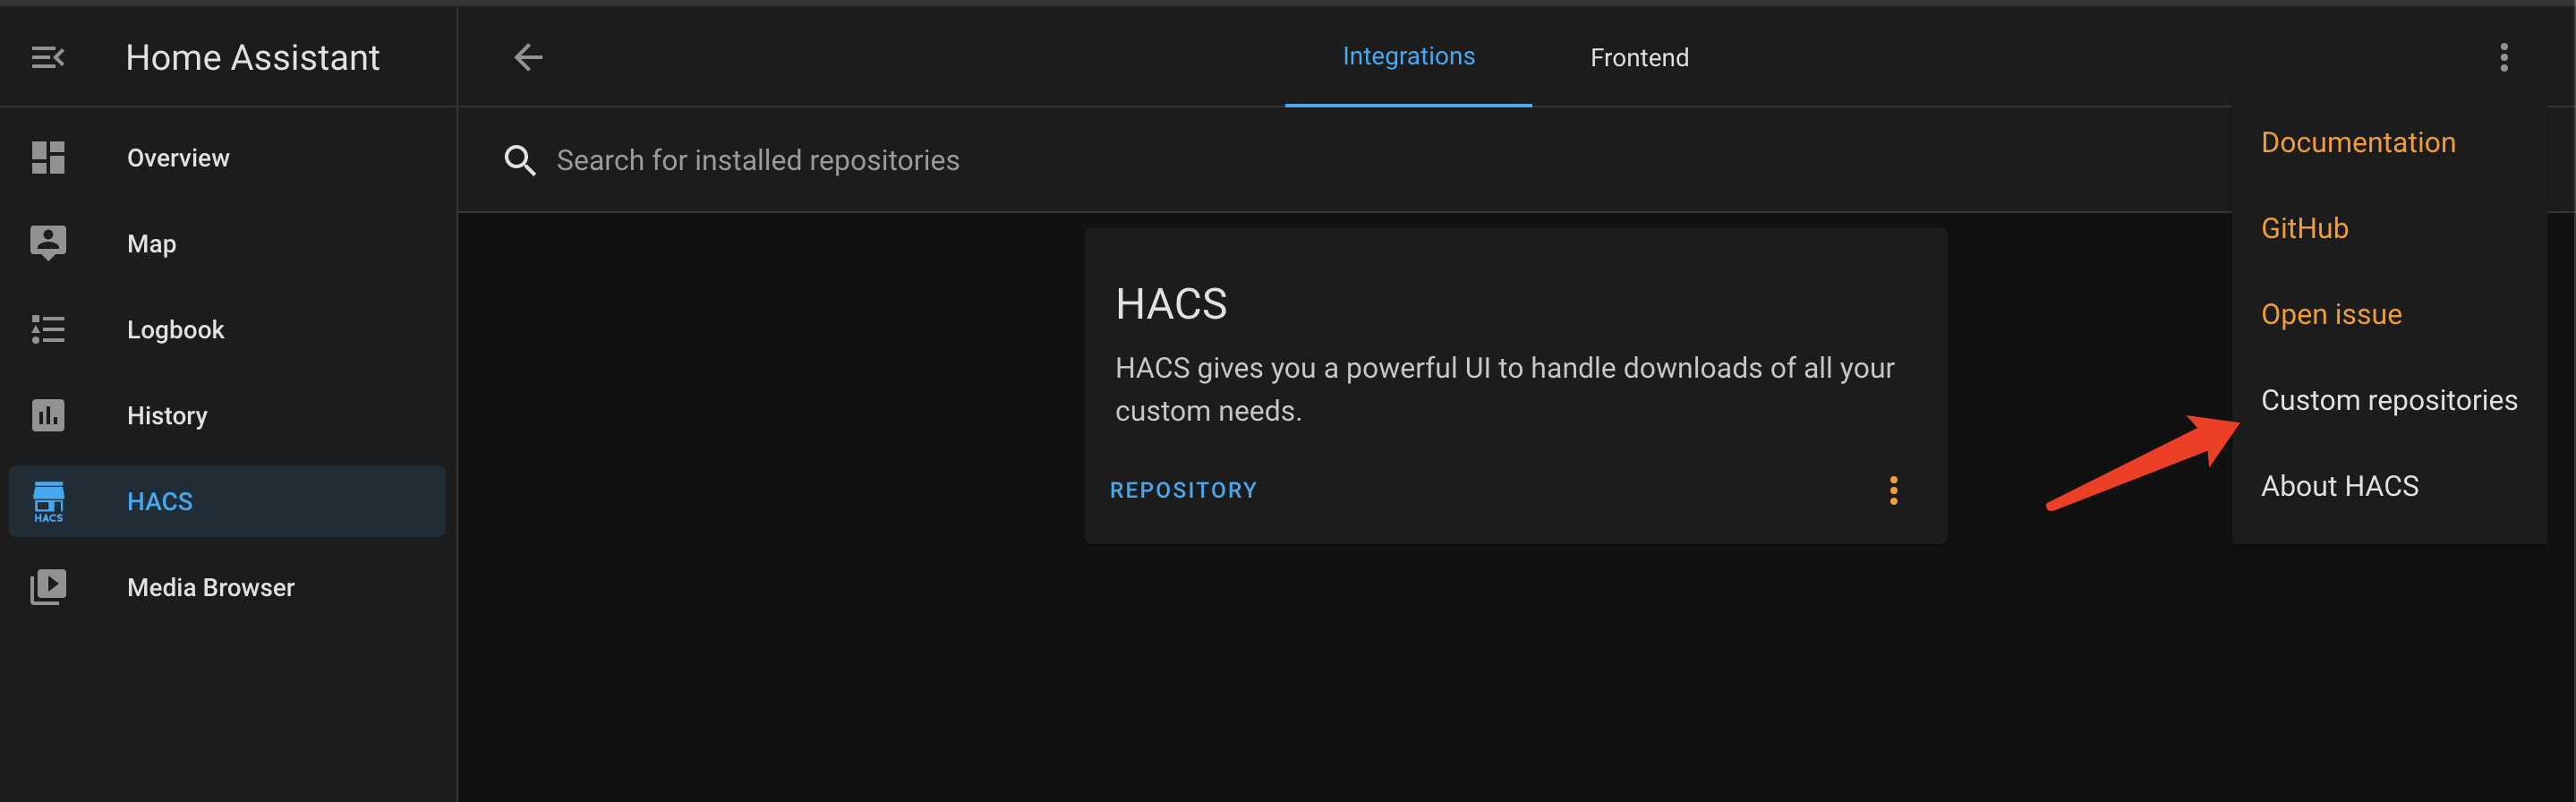 Home Assistant
Overview
Map
Logbook
History
HACS
HACS
Media Browser
Integrations
Frontend
Search for installed repositories
HACS
HACS gives you a powerful UI to handle downloads of all your
custom needs.
REPOSITORY
Documentation
GitHub
Open issue
Custom repositories
About HACS